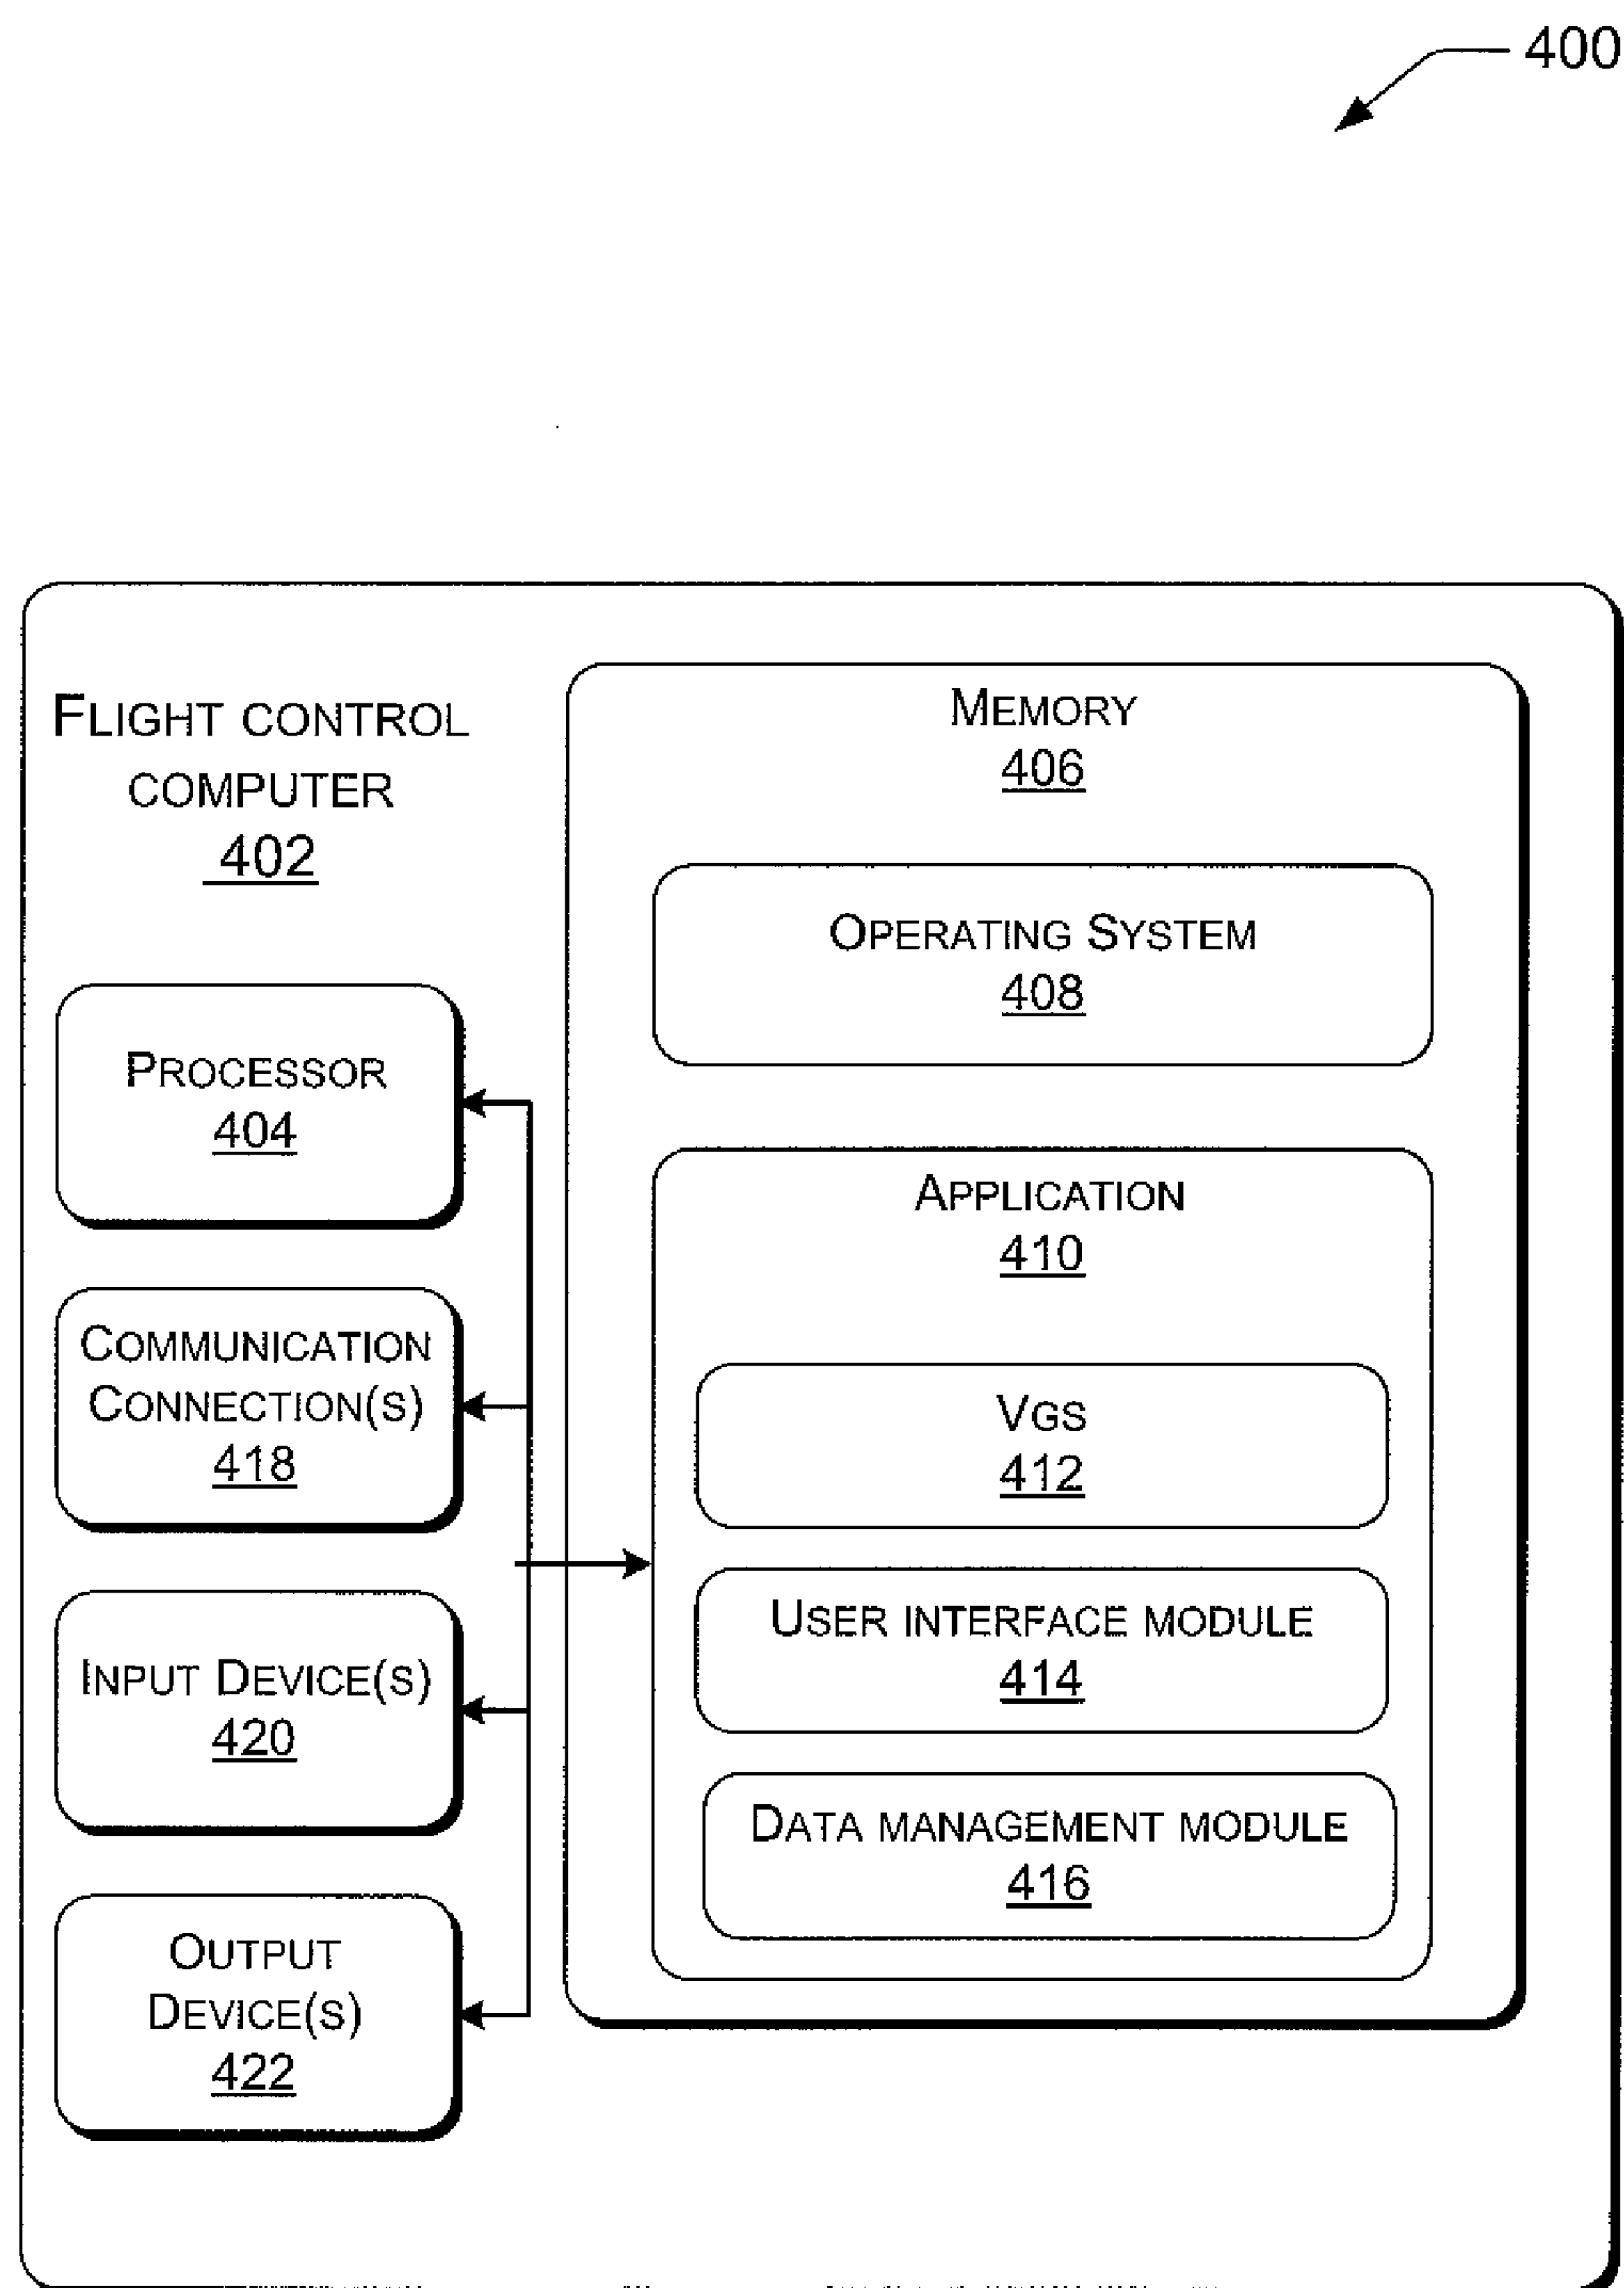 400
FLIGHT CONTROL
COMPUTER
402
MEMORY
406
OPERATING SYSTEM
408
PROCESSOR
404
APPLICATION
410
COMMUNICATION
CONNECTION(S)
418
VGS
412
USER INTERFACE MODULE
414
INPUT DEVICE(S)
420
DATA MANAGEMENT MODULE
416
OUTPUT
DEVICE(S)
422